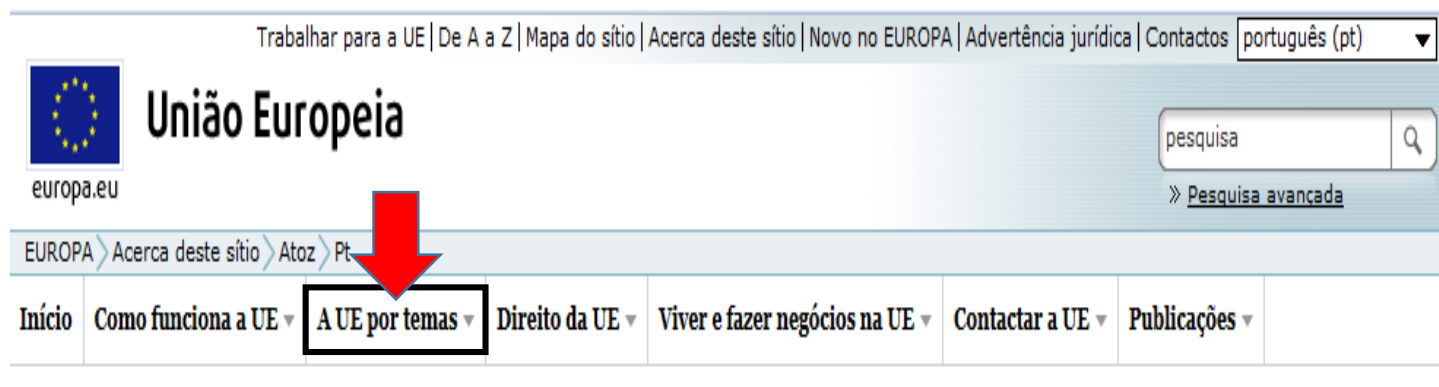 Trabalhar para a UE | De A a Z | Mapa do sítio | Acerca deste sítio | Novo no EUROPA | Advertência jurídica | Contactos português (pt)
União Europeia
pesquisa
europa.eu
» Pesquisa avançada
EUROPA Acerca deste sítio Atoz Pt
Início Como funciona a UE A UE por temas Direito da UE Viver e fazer negócios na UE Contactar a UE Publicações